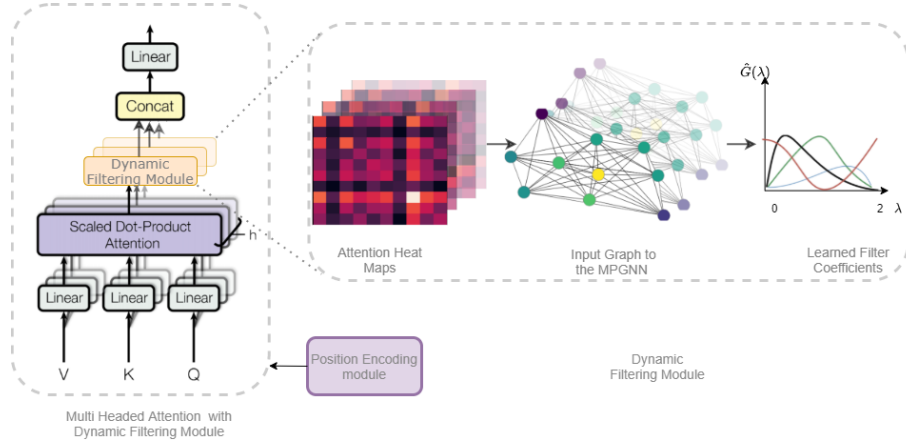 Linear
Concat
Dynamic
Filtering Module
Scaled Dot-Product
Attention
h
Linear
Linear
Linear
V
K
Q
Multi Headed Attention with
Dynamic Filtering Module
Position Encoding
module
Attention Heat
Maps
Input Graph to
the MPGNN
Ĝ(λ)
0
2
λ
Learned Filter
Coefficients
Dynamic
Filtering Module